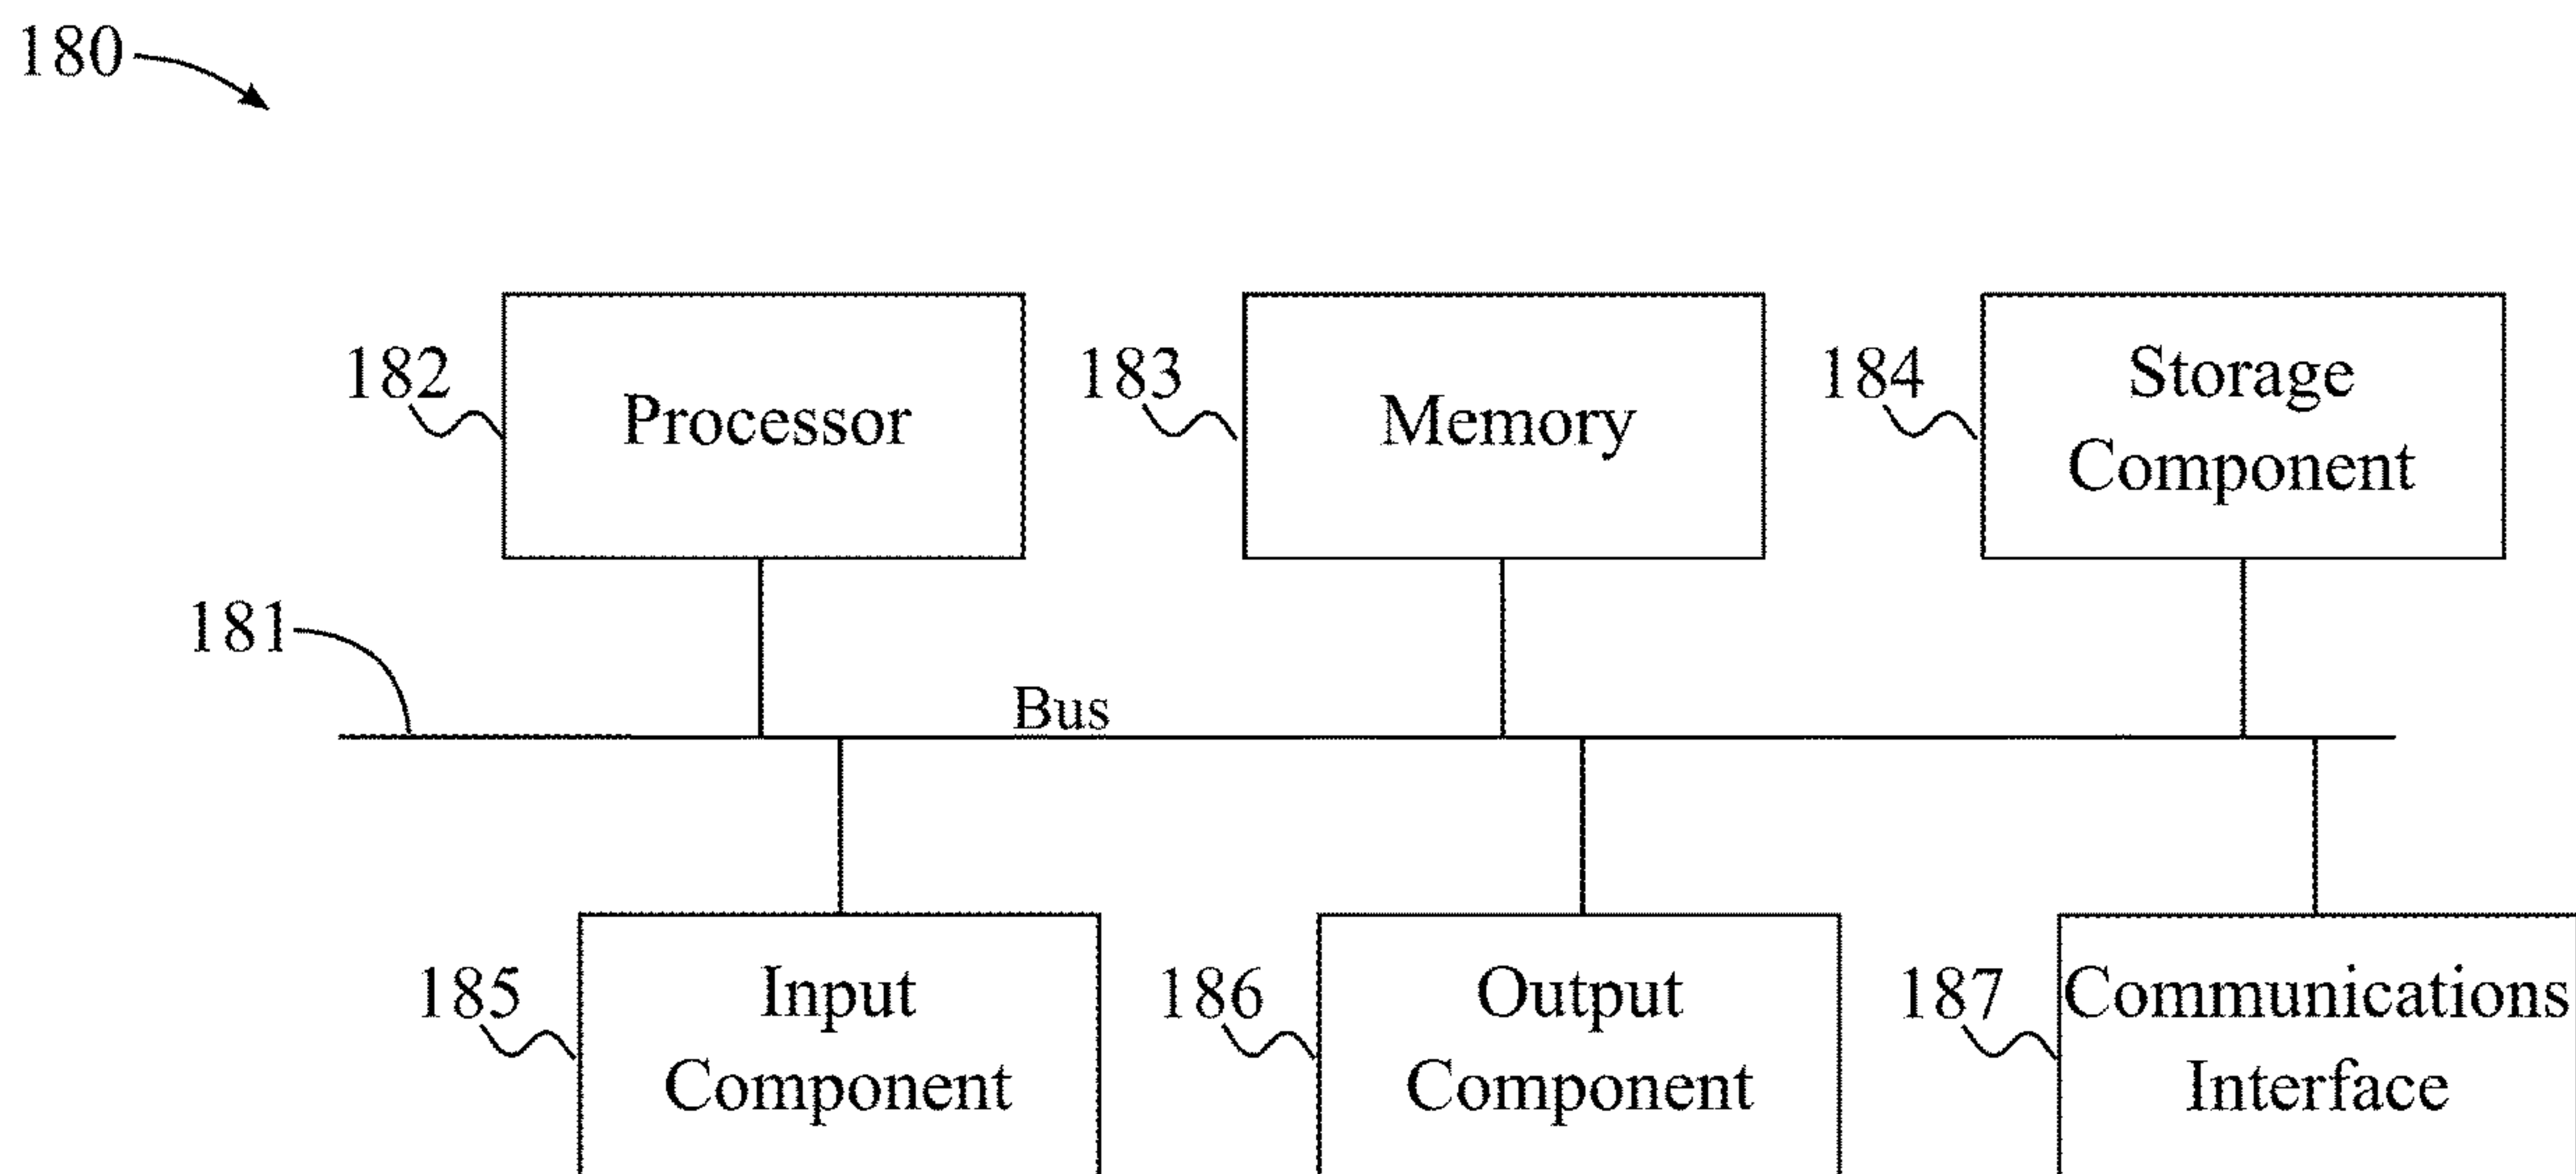 180
182
Processor
183
Memory
184
Storage
Component
181
Bus
185
Input
Component
186
Output
Component
187
Communications
Interface